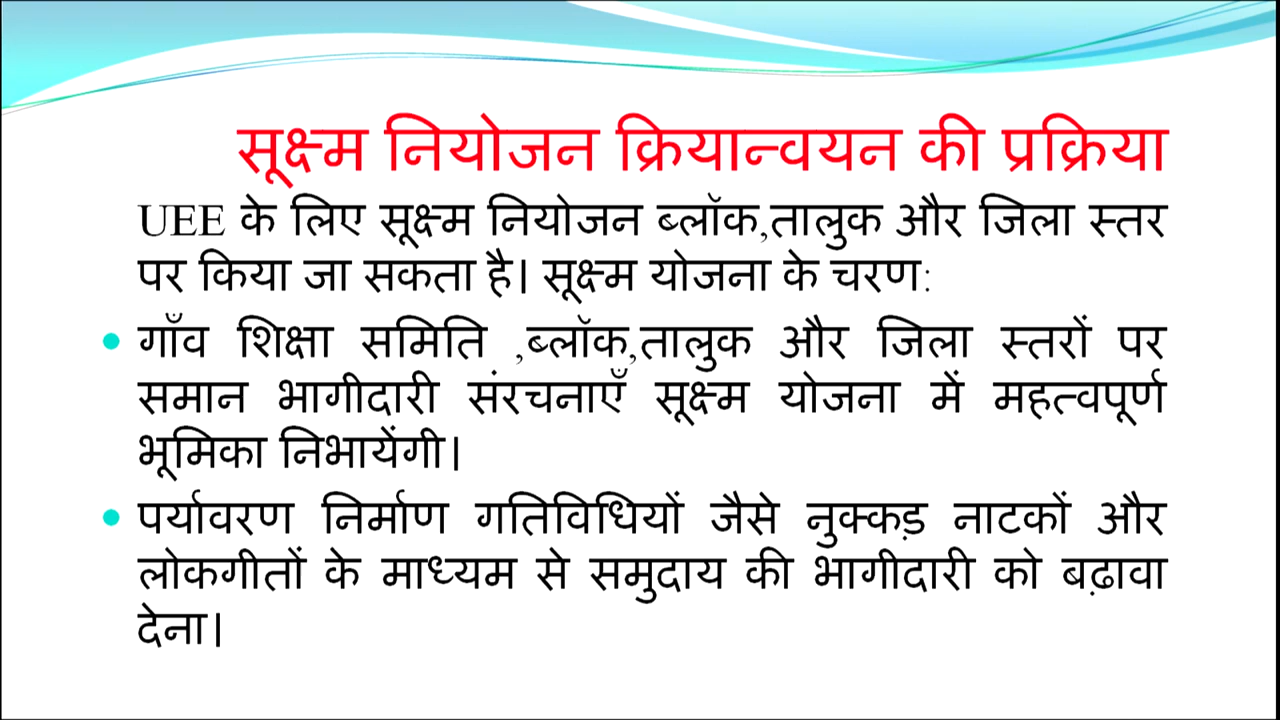 सूक्ष्म नियोजन क्रियान्वयन की प्रक्रिया
UEE के लिए सूक्ष्म नियोजन ब्लॉक,तालुक और जिला स्तर
पर किया जा सकता है। सूक्ष्म योजना के चरण:
• गाँव शिक्षा समिति ,ब्लॉक,तालुक और जिला स्तरों पर
समान भागीदारी संरचनाएँ सूक्ष्म योजना में महत्वपूर्ण
भूमिका निभायेंगी।
• पर्यावरण निर्माण गतिविधियों जैसे नुक्कड़ नाटकों और
लोकगीतों के माध्यम से समुदाय की भागीदारी को बढ़ावा
देना।